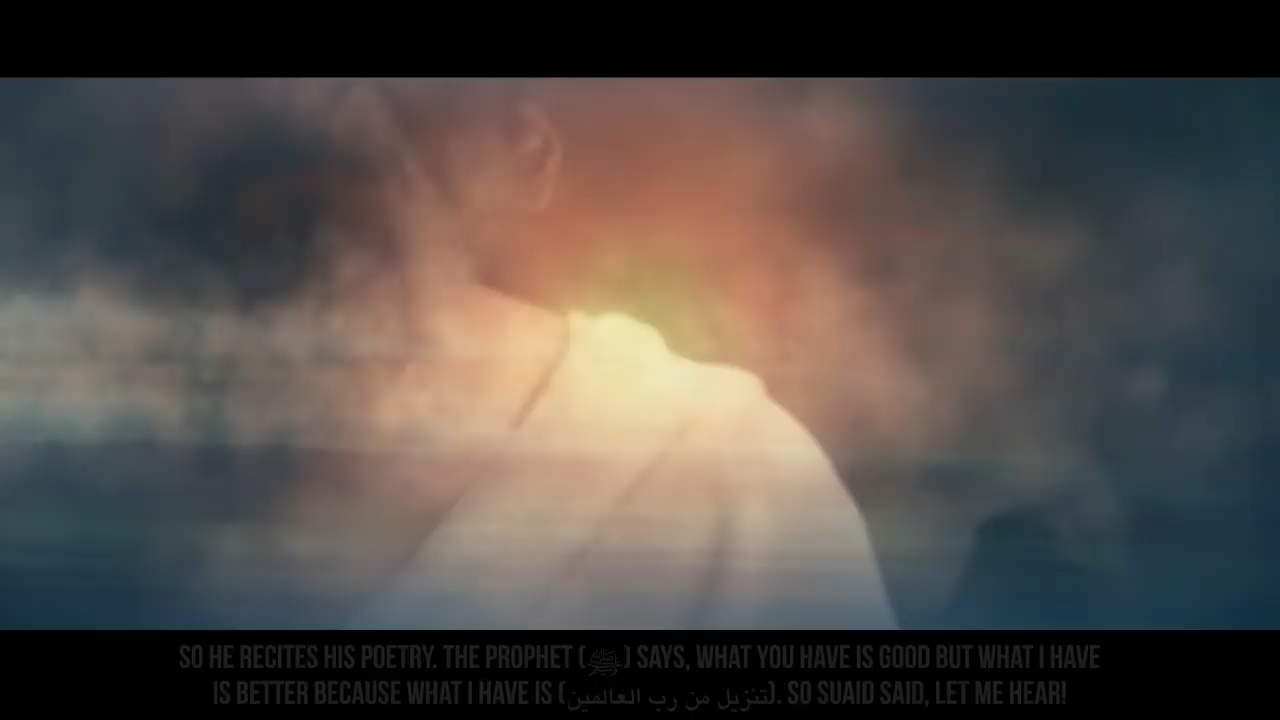 SO HE RECITES HIS POETRY. THE PROPHET (ﷺ) SAYS, WHAT YOU HAVE IS GOOD BUT WHAT I HAVE
IS BETTER BECAUSE WHAT I HAVE IS (تنزيل من رب العالمين). SO SUAID SAID, LET ME HEAR!